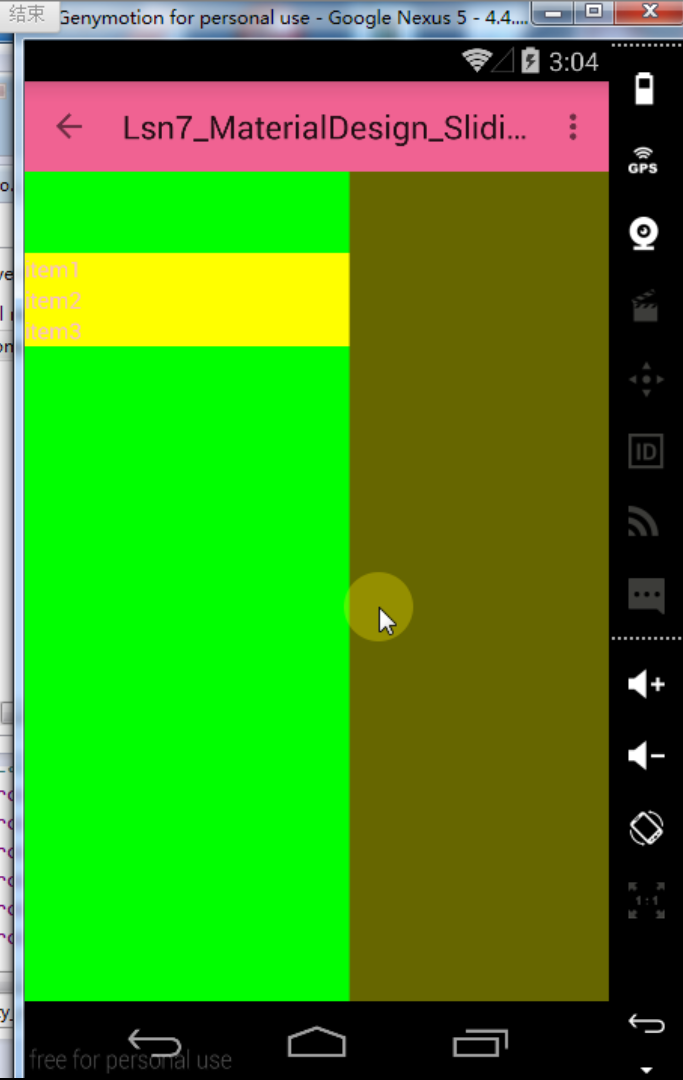 结束
Genymotion for personal use - Google Nexus 5 - 4.4....
3:04
Lsn7_MaterialDesign_Slidi...
GPS
item1
item2
item3
ID
1:1
free for personal use